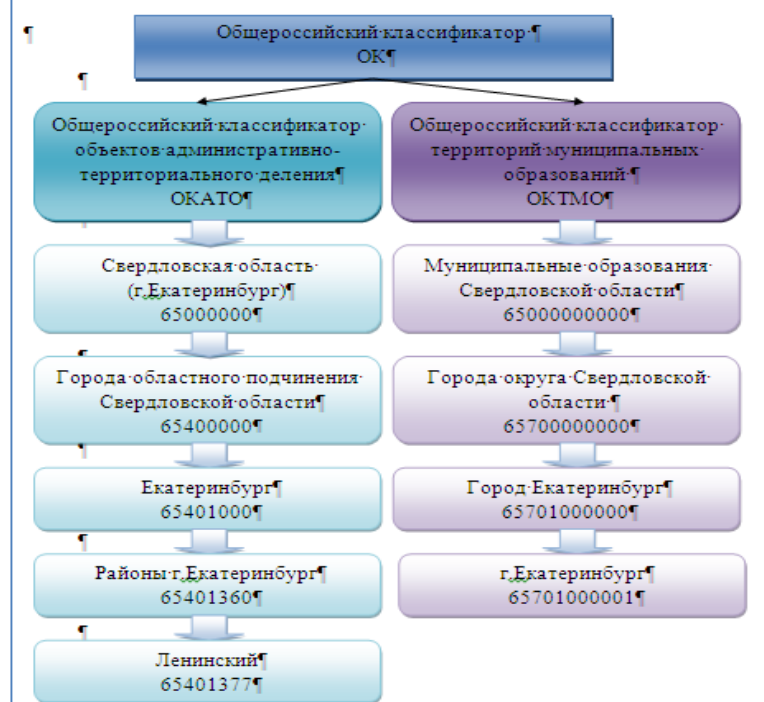 Общероссийский классификатор
ОК
Общероссийский классификатор
объектов административно-
территориального деления
ОКАТО
Свердловская область
(г.Екатеринбург)
65000000
Города областного подчинения
Свердловской области
65400000
Екатеринбург
65401000
Районы г.Екатеринбург
65401360
Ленинский
65401377
Общероссийский классификатор
территорий муниципальных
образований
ОКТМО
Муниципальные образования
Свердловской области
65000000000
Города округа Свердловской
области
65700000000
Город Екатеринбург
65701000000
г.Екатеринбург
65701000001